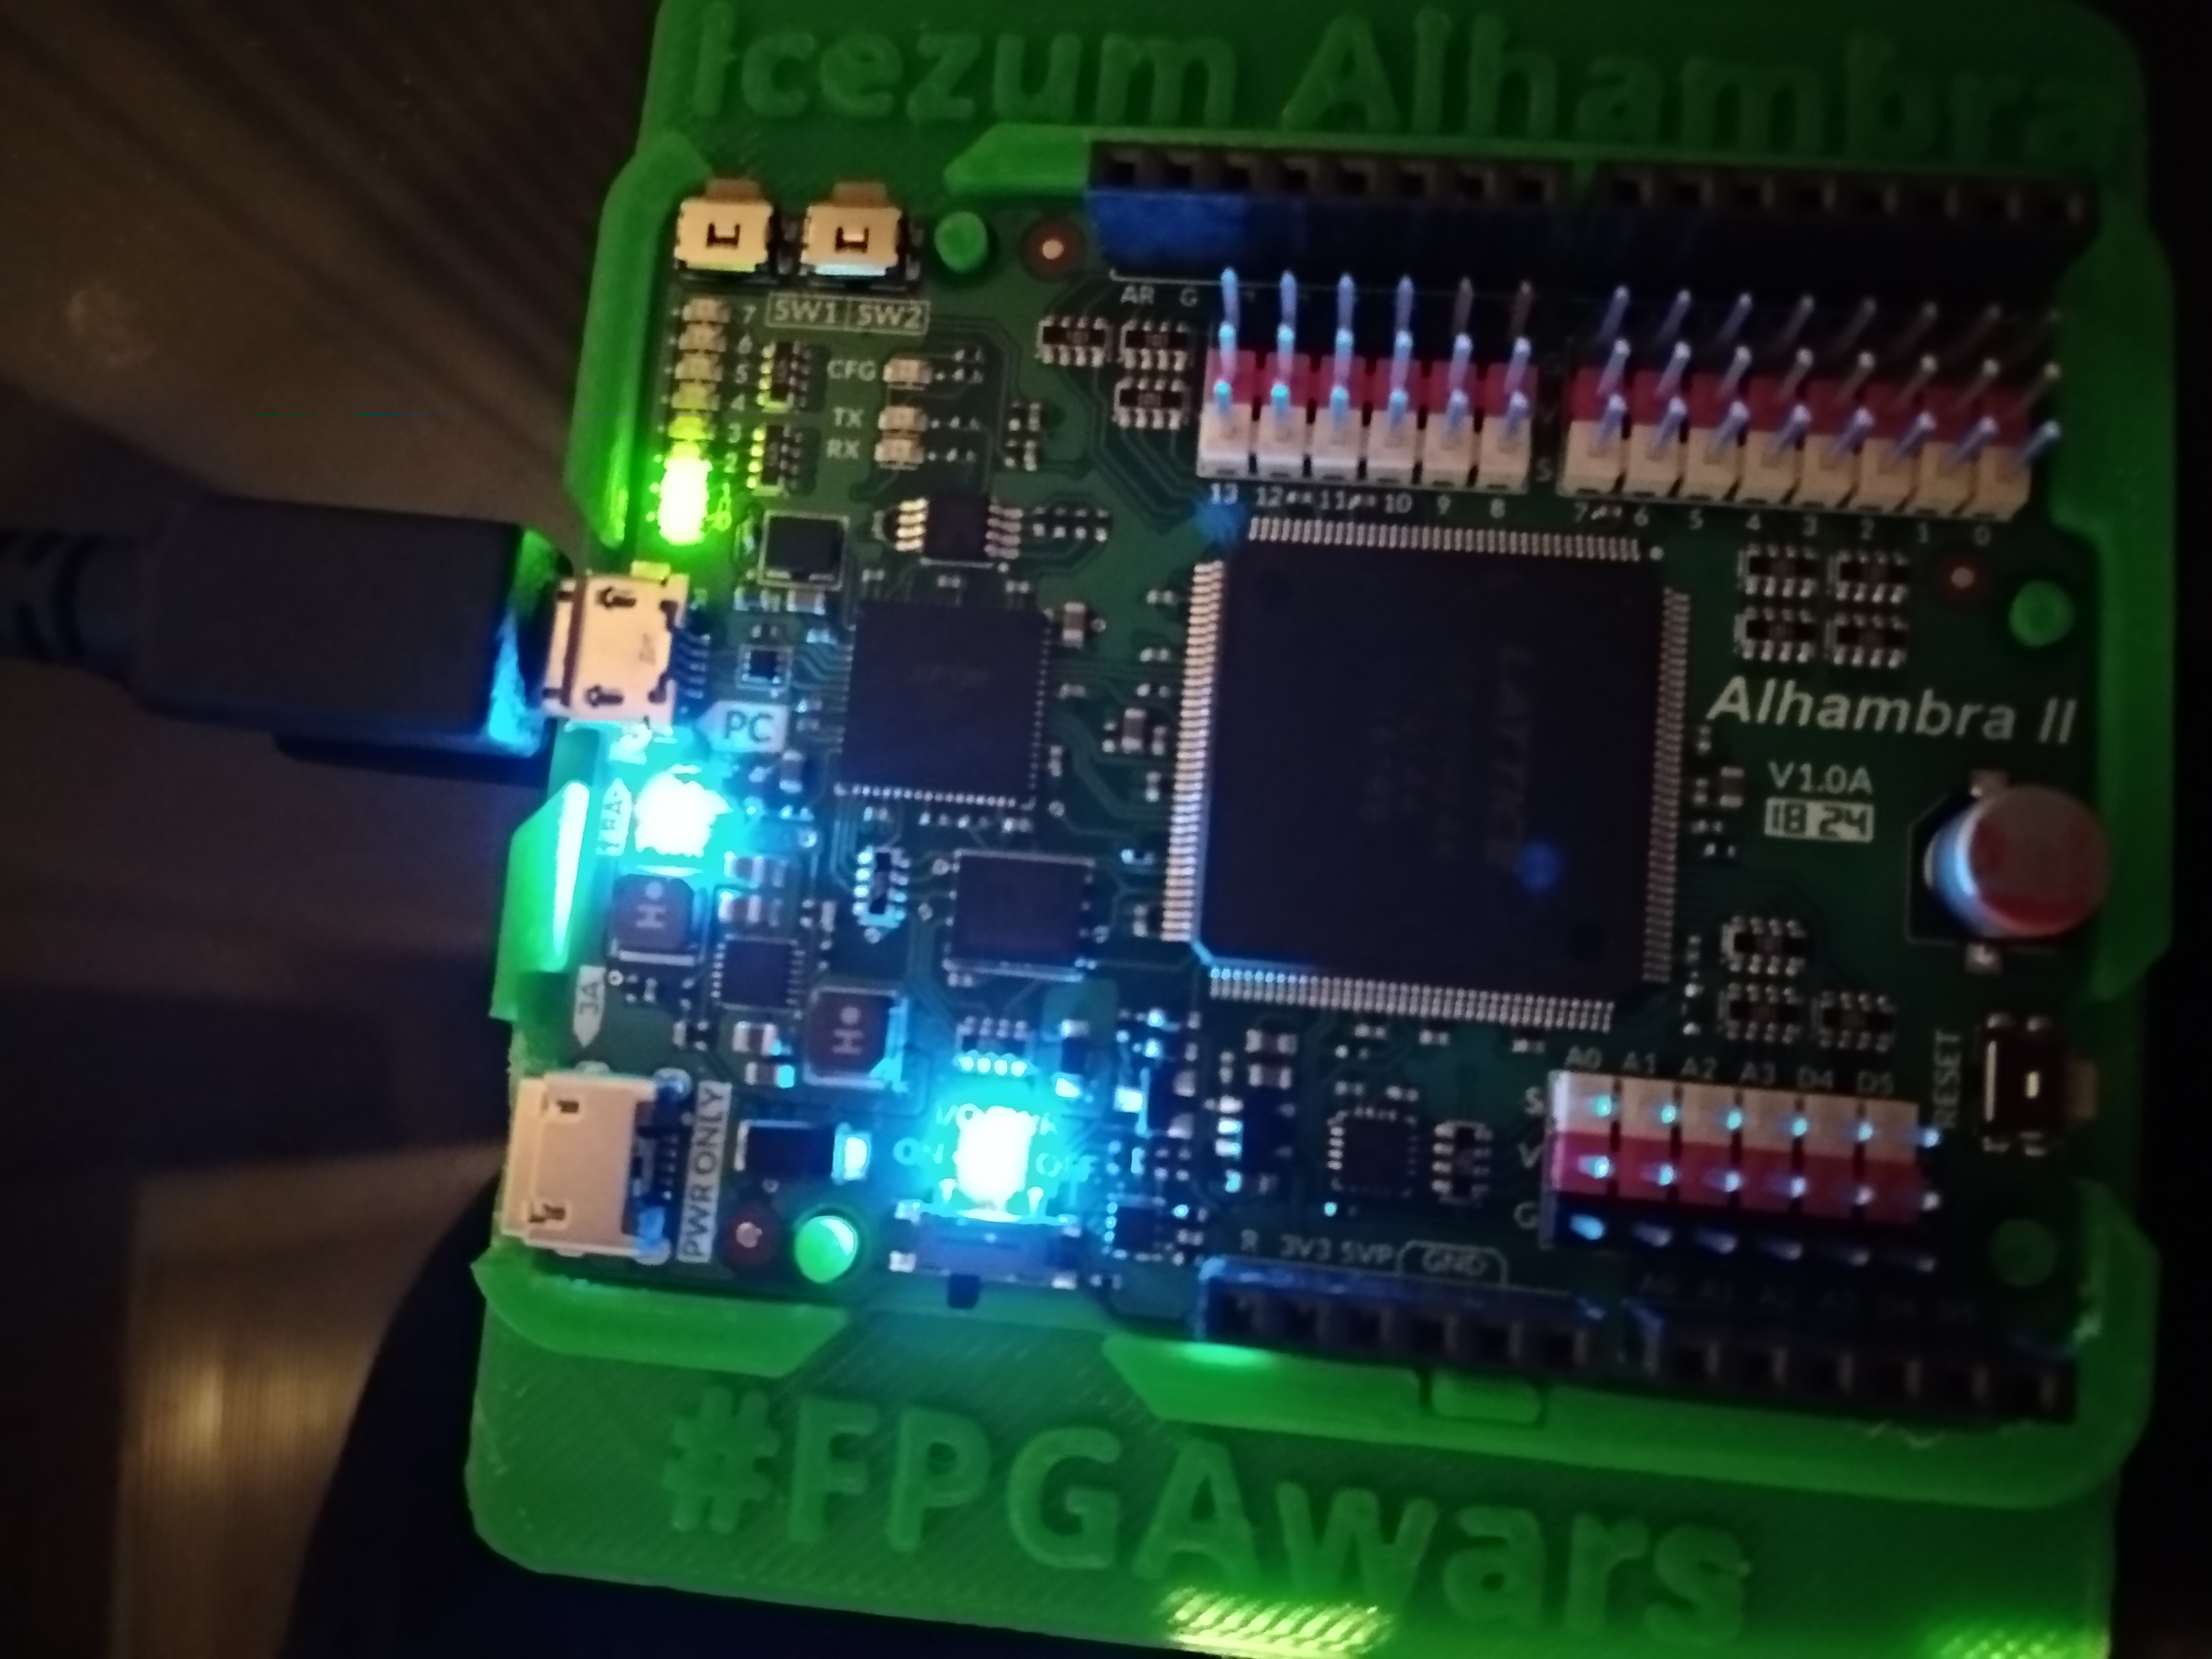 Icezum Alhambra
SW1 SW2
7
6
5
4
3
2
1
0
CFG
TX
RX
AR G
13 12 11 10 9 8 7 6 5 4 3 2 1 0
S
PC
LATTICE
Alhambra II
V1.0A
18 24
3A
PWR ONLY
ON OFF
A0 A1 A2 A3 D4 D5
S
V
G
RESET
R 3V3 5VP GND
#FPGAwars